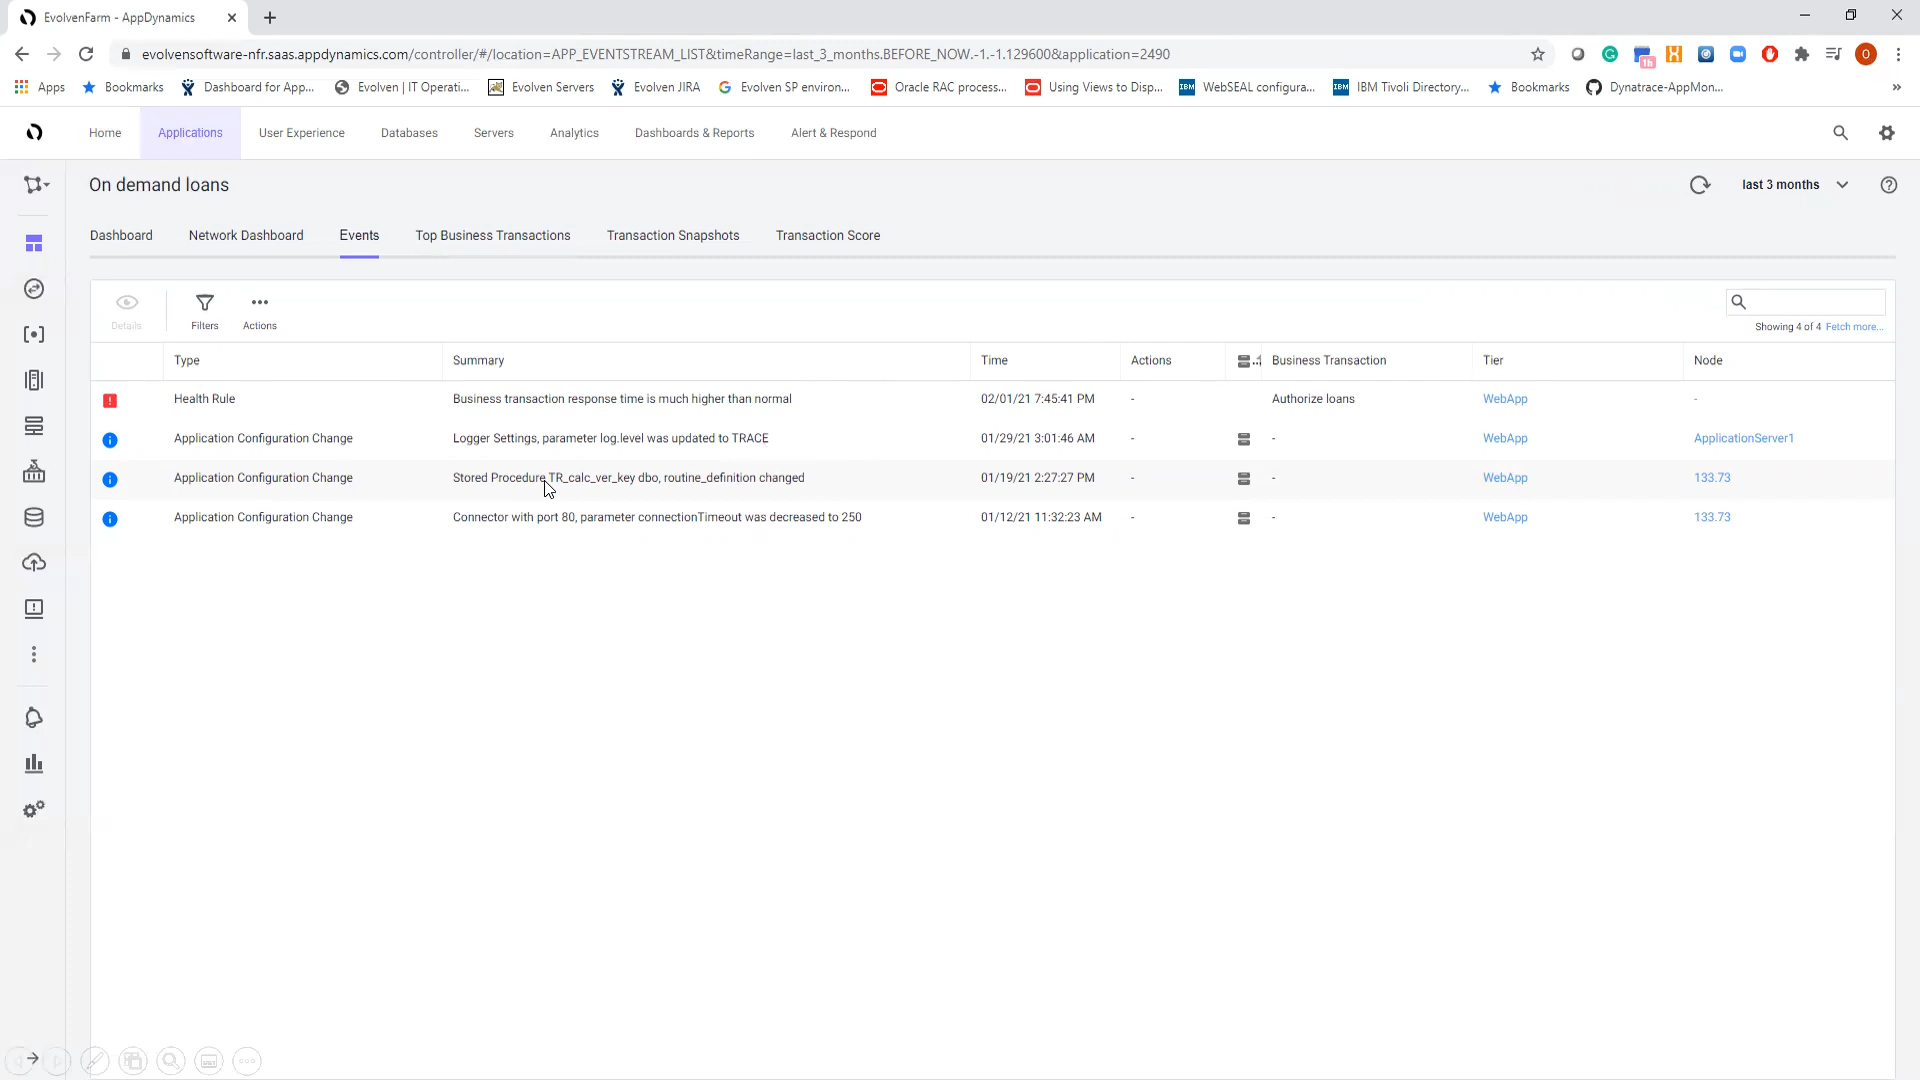 EvolvenFarm - AppDynamics
evolvensoftware-nfr.saas.appdynamics.com/controller/#/location=APP_EVENTSTREAM_LIST&timeRange=last_3_months.BEFORE_NOW.-1.-1.129600&application=2490
1h
O
Apps Bookmarks Dashboard for App... Evolven | IT Operati... Evolven Servers Evolven JIRA Evolven SP environ... Oracle RAC process... Using Views to Disp... IBM WebSEAL configura... IBM IBM Tivoli Directory... Bookmarks Dynatrace-AppMon... »
Home Applications User Experience Databases Servers Analytics Dashboards & Reports Alert & Respond
On demand loans last 3 months
Dashboard Network Dashboard Events Top Business Transactions Transaction Snapshots Transaction Score
Details Filters Actions
Showing 4 of 4 Fetch more...
Type Summary Time Actions Business Transaction Tier Node
Health Rule Business transaction response time is much higher than normal 02/01/21 7:45:41 PM - Authorize loans WebApp -
Application Configuration Change Logger Settings, parameter log.level was updated to TRACE 01/29/21 3:01:46 AM - - WebApp ApplicationServer1
Application Configuration Change Stored Procedure TR_calc_ver_key dbo, routine_definition changed 01/19/21 2:27:27 PM - - WebApp 133.73
Application Configuration Change Connector with port 80, parameter connectionTimeout was decreased to 250 01/12/21 11:32:23 AM - - WebApp 133.73